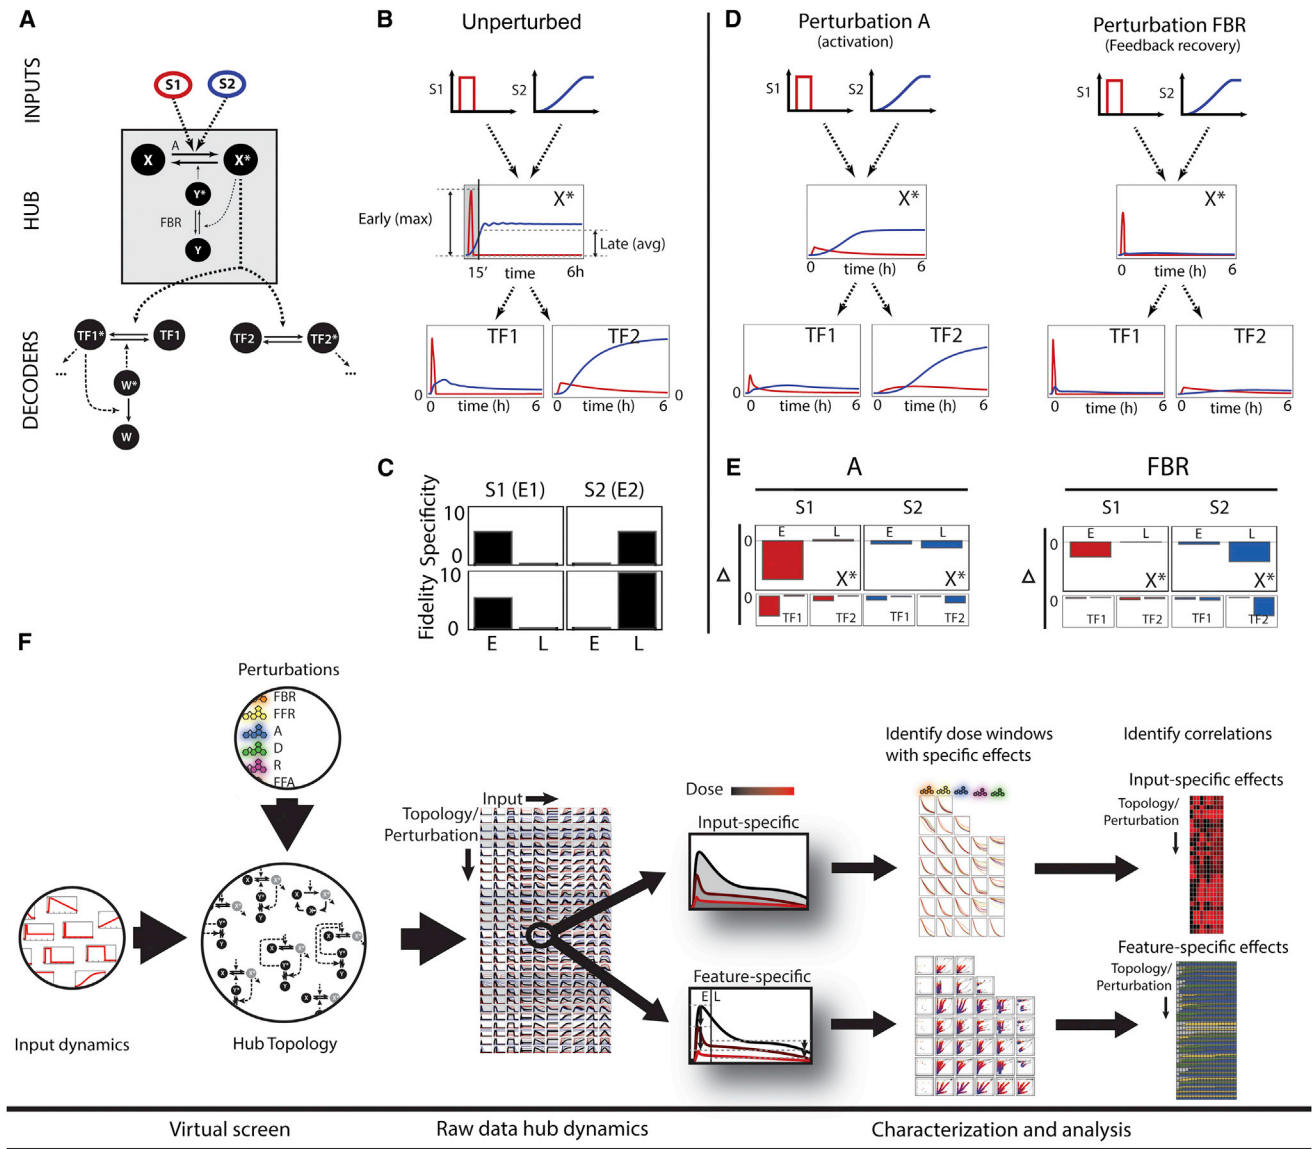 A
INPUTS
HUB
DECODERS
S1
S2
X
A
X*
Y*
FBR
Y
TF1*
TF1
TF2
TF2*
...
...
W*
W
B
Unperturbed
S1
S2
X*
Early (max)
Late (avg)
15'
time
6h
TF1
TF2
0
0
time (h)
6
0
time (h)
6
0
C
S1 (E1)
S2 (E2)
Specificity
10
0
Fidelity
10
0
E
L
E
L
D
Perturbation A
(activation)
S1
S2
X*
0
time (h)
6
TF1
TF2
0
0
time (h)
6
0
time (h)
6
Perturbation FBR
(Feedback recovery)
S1
S2
X*
0
time (h)
6
TF1
TF2
0
time (h)
6
0
time (h)
6
E
A
S1
S2
Δ
0
E
L
X*
E
L
X*
0
TF1
TF2
TF1
TF2
FBR
S1
S2
Δ
0
E
L
X*
E
L
X*
0
TF1
TF2
TF1
TF2
F
Perturbations
FBR
FFR
A
D
R
FFA
Input dynamics
Hub Topology
Input
Topology/
Perturbation
Dose
Input-specific
Feature-specific
E
L
Identify dose windows
with specific effects
Identify correlations
Input-specific effects
Topology/
Perturbation
Feature-specific effects
Topology/
Perturbation
Virtual screen
Raw data hub dynamics
Characterization and analysis